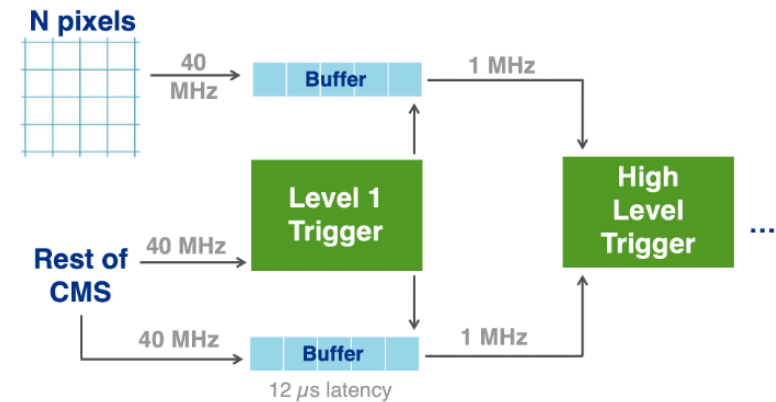 N pixels
40
MHz
Buffer
1 MHz
Level 1
Trigger
High
Level
Trigger
...
Rest of
CMS
40 MHz
40 MHz
Buffer
1 MHz
12 μs latency